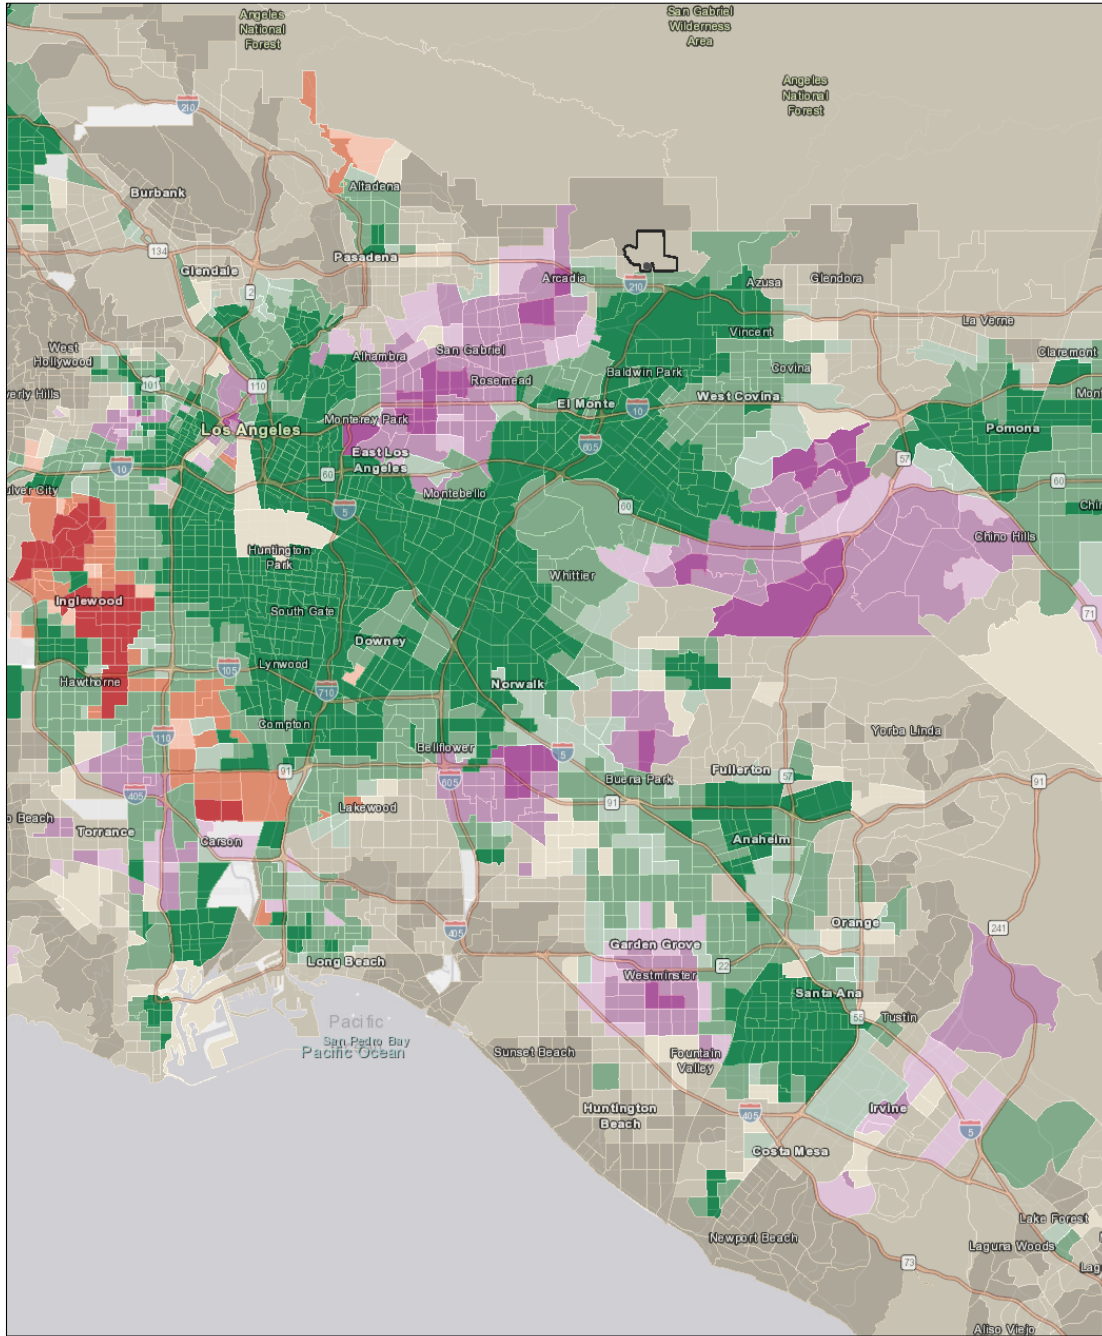 Angeles
National
Forest
San Gabriel
Wilderness
Area
Angeles
National
Forest
210
Burbank
Altadena
134
Glendale
Pasadena
Arcadia
210
Azusa
Glendora
2
West
Hollywood
Vincent
La Verne
Alhambra
San Gabriel
Claremont
101
110
Rosemead
Baldwin Park
Covina
verly Hills
El Monte
10
West Covina
Mont
Los Angeles
Monterey Park
Pomona
East Los
Angeles
605
57
10
60
60
ulver City
Montebello
5
60
Chin
Huntington
Park
Chino Hills
Whittier
Inglewood
South Gate
71
Downey
Lynwood
105
Hawthorne
710
Norwalk
Compton
110
Yorba Linda
Bellflower
5
91
605
Buena Park
Fullerton
57
91
405
91
o Beach
Torrance
Lakewood
Carson
Anaheim
Orange
405
241
Long Beach
Garden Grove
22
Westminster
Santa Ana
55
Tustin
Pacific
San Pedro Bay
Pacific Ocean
Sunset Beach
Fountain
Valley
Huntington
Beach
405
Irvine
5
Costa Mesa
Lake Forest
Newport Beach
Laguna Woods
73
Lag
Aliso Viejo